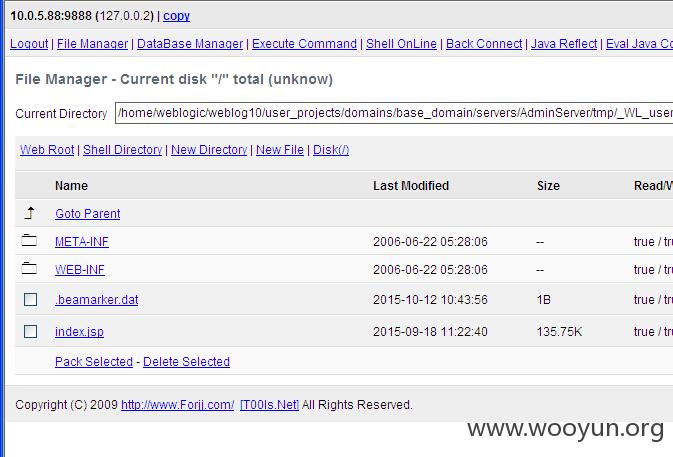 10.0.5.88:9888 (127.0.0.2) | copy
Logout | File Manager | DataBase Manager | Execute Command | Shell OnLine | Back Connect | Java Reflect | Eval Java Co
File Manager - Current disk "/" total (unknow)
Current Directory /home/weblogic/weblog10/user_projects/domains/base_domain/servers/AdminServer/tmp/_WL_user
Web Root | Shell Directory | New Directory | New File | Disk(/)
Name Last Modified Size Read/W
Goto Parent
META-INF 2006-06-22 05:28:06 -- true / tru
WEB-INF 2006-06-22 05:28:06 -- true / tru
.beamarker.dat 2015-10-12 10:43:56 1B true / tru
index.jsp 2015-09-18 11:22:40 135.75K true / tru
Pack Selected - Delete Selected
Copyright (C) 2009 http://www.Forjj.com/ [T00ls.Net] All Rights Reserved.
www.wooyun.org